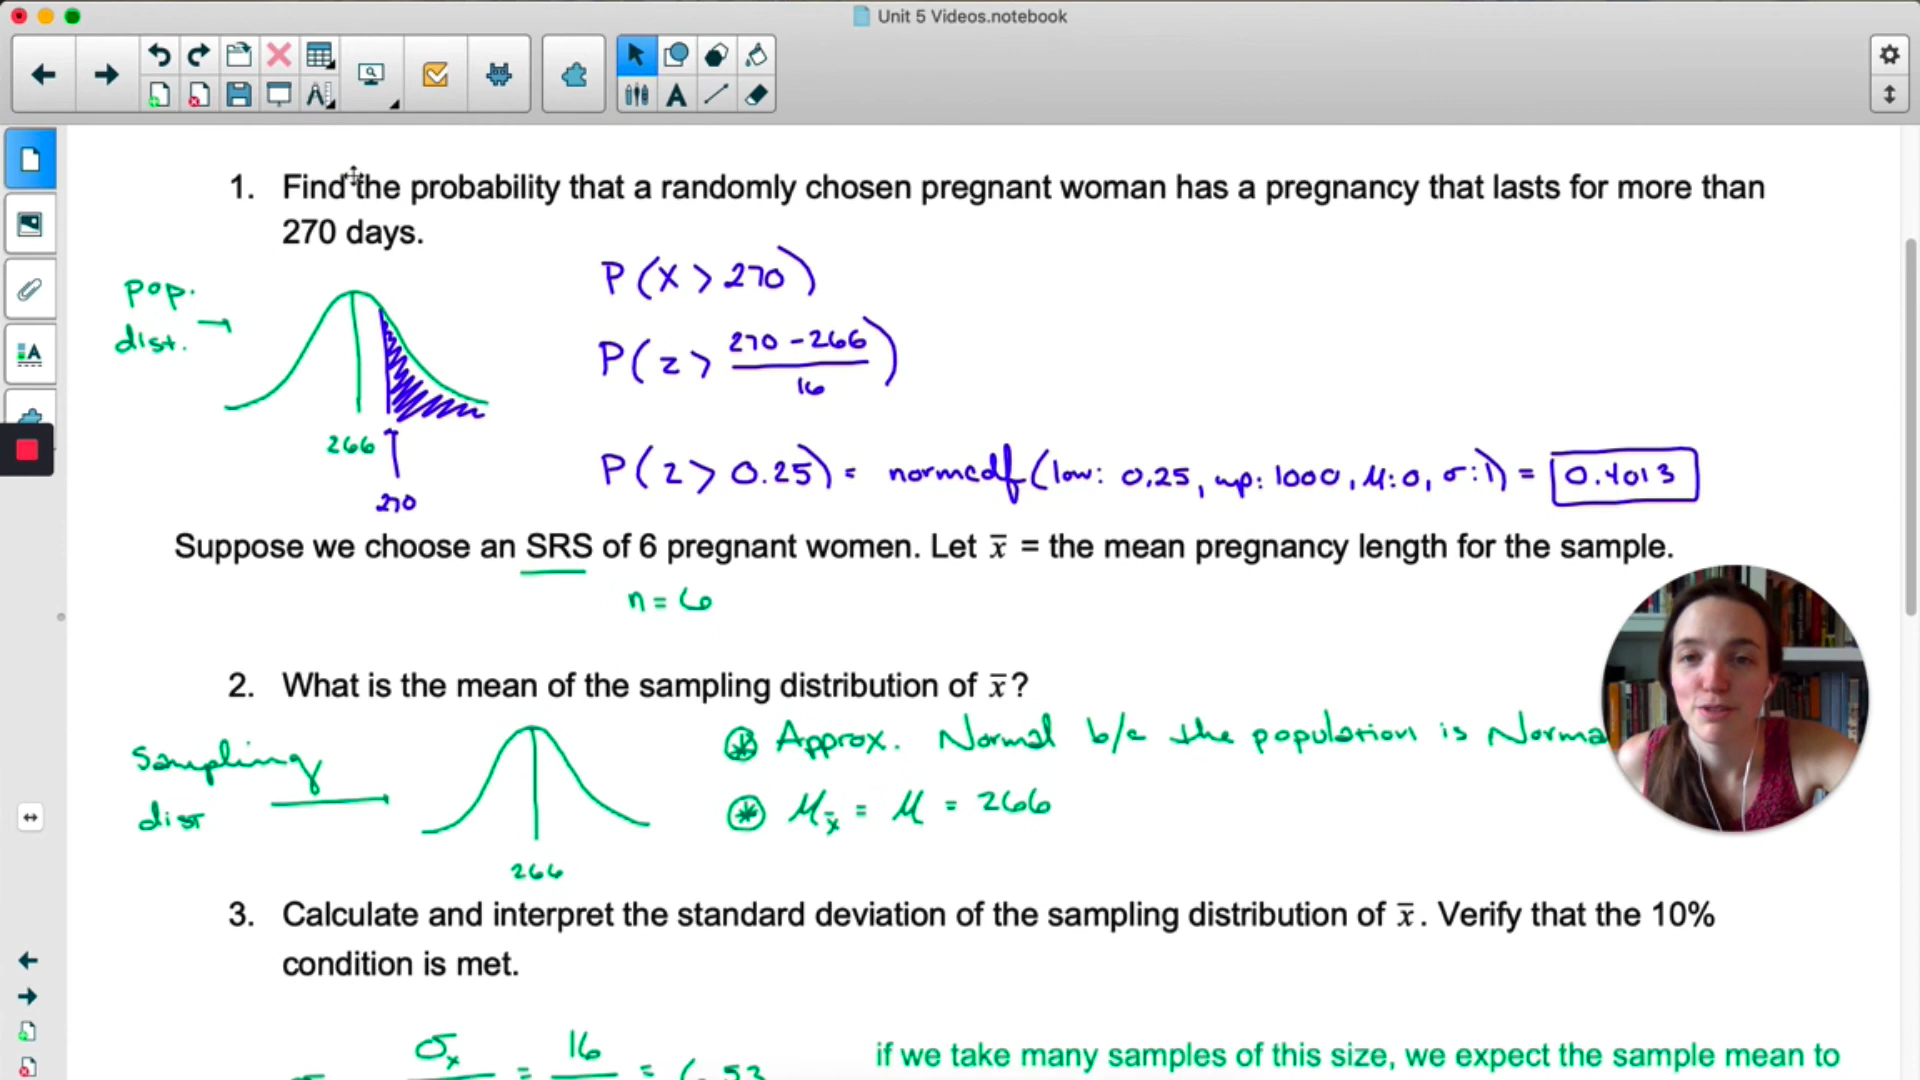 Unit 5 Videos.notebook
1. Find the probability that a randomly chosen pregnant woman has a pregnancy that lasts for more than
270 days.
pop.
dist.
266
270
P(X > 270)
P(z > 270 - 266 / 16)
P(z > 0.25) = normcdf(low: 0.25, up: 1000, μ: 0, σ: 1) = 0.4013
Suppose we choose an SRS of 6 pregnant women. Let x̄ = the mean pregnancy length for the sample.
n = 6
2. What is the mean of the sampling distribution of x̄?
Sampling
dist
266
Approx. Normal b/c the population is Norma
μx̄ = μ = 266
3. Calculate and interpret the standard deviation of the sampling distribution of x̄. Verify that the 10%
condition is met.
σx = 16 = 6.53
if we take many samples of this size, we expect the sample mean to